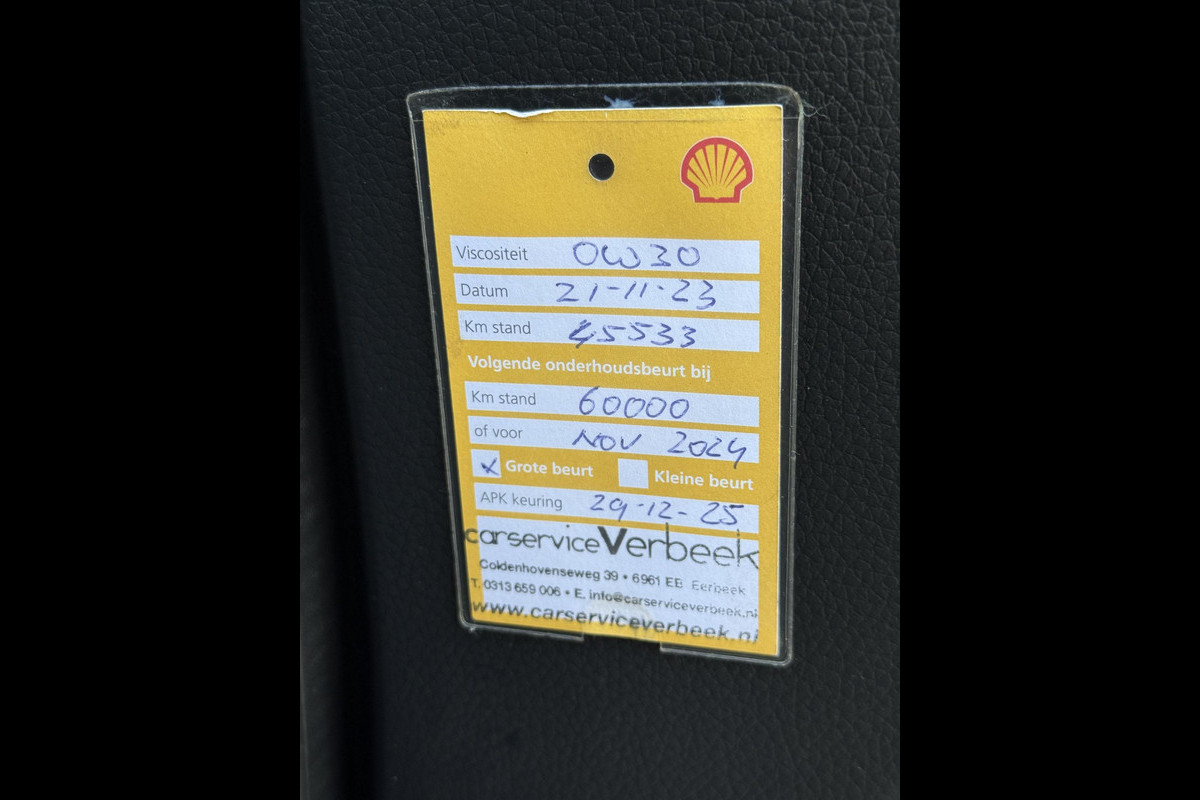 Viscositeit 0W30
Datum 21-11-23
Km stand 45533
Volgende onderhoudsbeurt bij
Km stand 60000
of voor NOV 2024
Grote beurt Kleine beurt
APK keuring 29-12-25
carserviceVerbeek
Coldenhovenseweg 39 • 6961 EB Eerbeek
T. 0313 659 006 • E. info@carserviceverbeek.nl
www.carserviceverbeek.nl